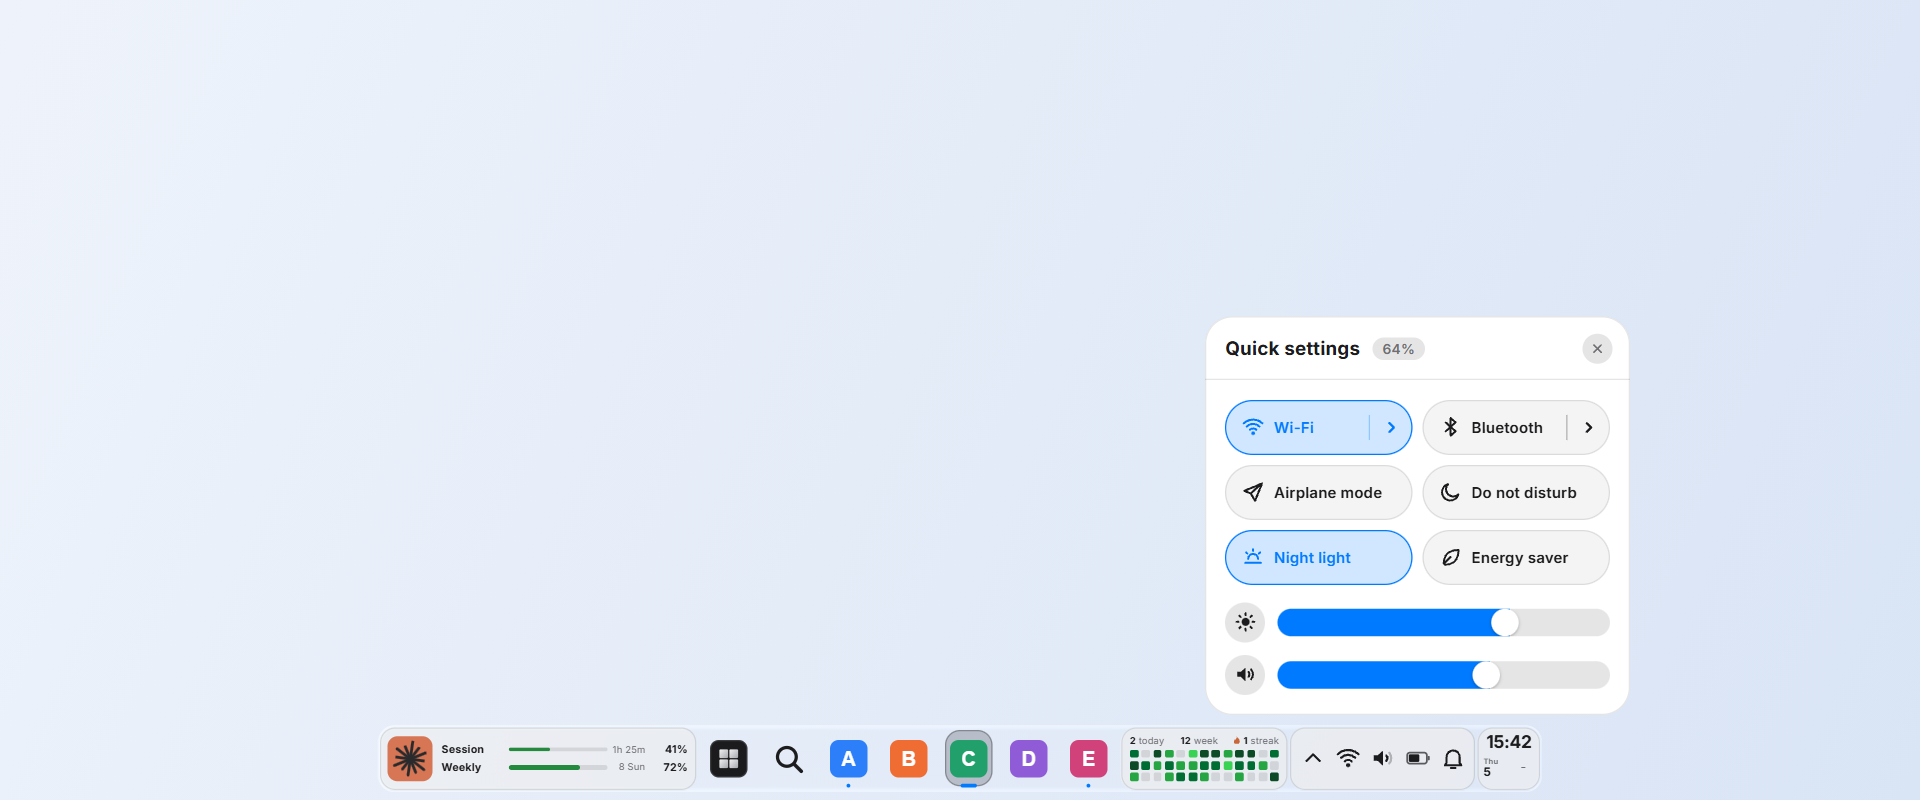 Quick settings 64%
Wi-Fi
Bluetooth
Airplane mode
Do not disturb
Night light
Energy saver
Session 1h 25m 41%
Weekly 8 Sun 72%
A
B
C
D
E
2 today 12 week 1 streak
15:42
Thu
5 –